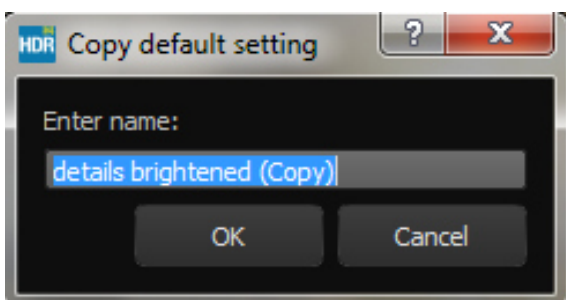 HDR Copy default setting ? X
Enter name:
details brightened (Copy)
OK Cancel